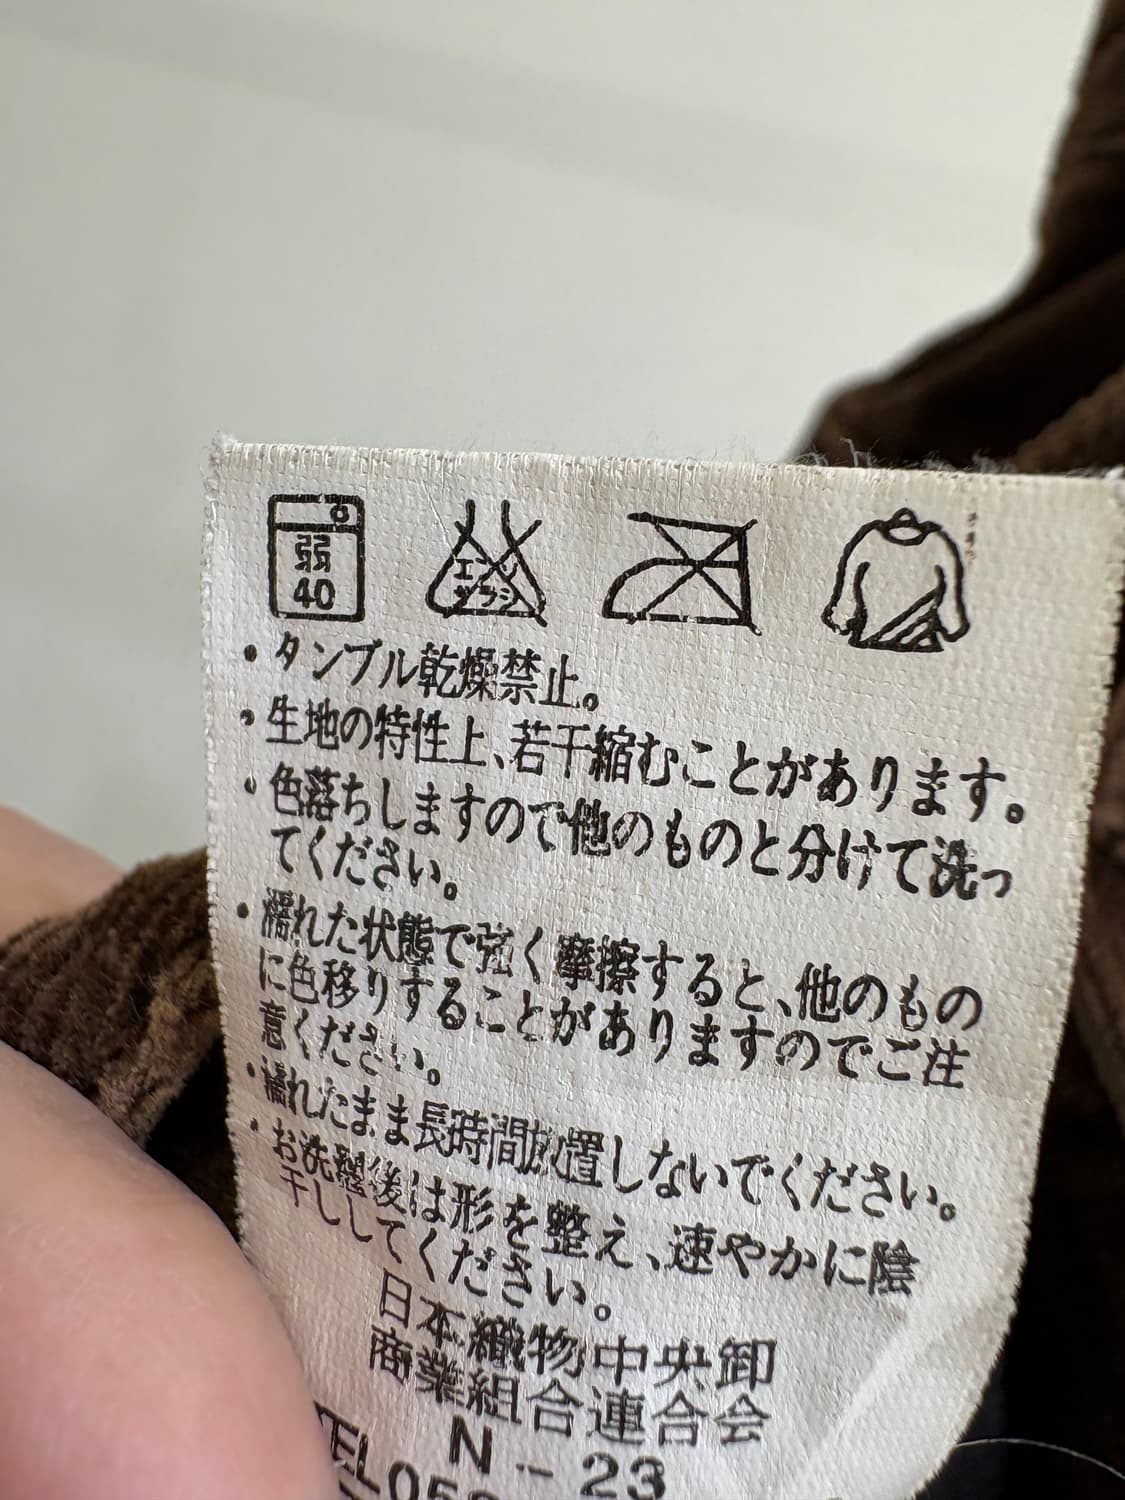 弱
40
エンソ
サラシ
・タンブル乾燥禁止。
・生地の特性上、若干縮むことがあります。
・色落ちしますので他のものと分けて洗っ
てください。
・濡れた状態で強く摩擦すると、他のもの
に色移りすることがありますのでご注
意ください。
・濡れたまま長時間放置しないでください。
・お洗濯後は形を整え、速やかに陰
干ししてください。
日本織物中央卸
商業組合連合会
N-23
TEL058